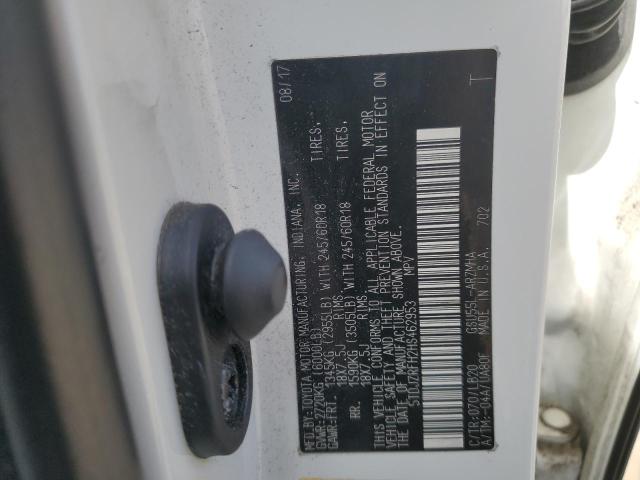 MFD.BY:TOYOTA MOTOR MANUFACTURING, INDIANA, INC. 08/17
GVWR:2720KG (6000LB)
GAWR:FRT. 1345KG (2955LB) WITH 245/60R18 TIRES,
18X7.5J RIMS
RR. 1590KG (3505LB) WITH 245/60R18 TIRES,
18X7.5J RIMS
THIS VEHICLE CONFORMS TO ALL APPLICABLE FEDERAL MOTOR
VEHICLE SAFETY AND THEFT PREVENTION STANDARDS IN EFFECT ON
THE DATE OF MANUFACTURE SHOWN ABOVE.
5TDJZRFH2HS462953 MPV
C/TR:070/LB20 GSU55L-ARZMHA
A/TM:-04A/U0A80F MADE IN U.S.A. 702
T